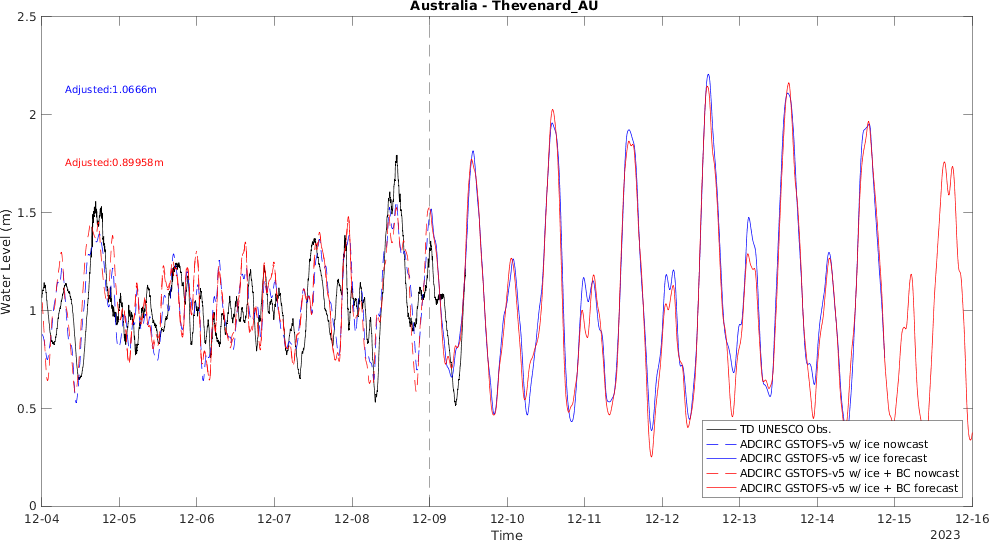 Australia - Thevenard_AU
2.5
2
1.5
1
0.5
0
Water Level (m)
Adjusted:1.0666m
Adjusted:0.89958m
TD UNESCO Obs.
ADCIRC GSTOFS-v5 w/ ice nowcast
ADCIRC GSTOFS-v5 w/ ice forecast
ADCIRC GSTOFS-v5 w/ ice + BC nowcast
ADCIRC GSTOFS-v5 w/ ice + BC forecast
12-04 12-05 12-06 12-07 12-08 12-09 12-10 12-11 12-12 12-13 12-14 12-15 12-16
Time
2023